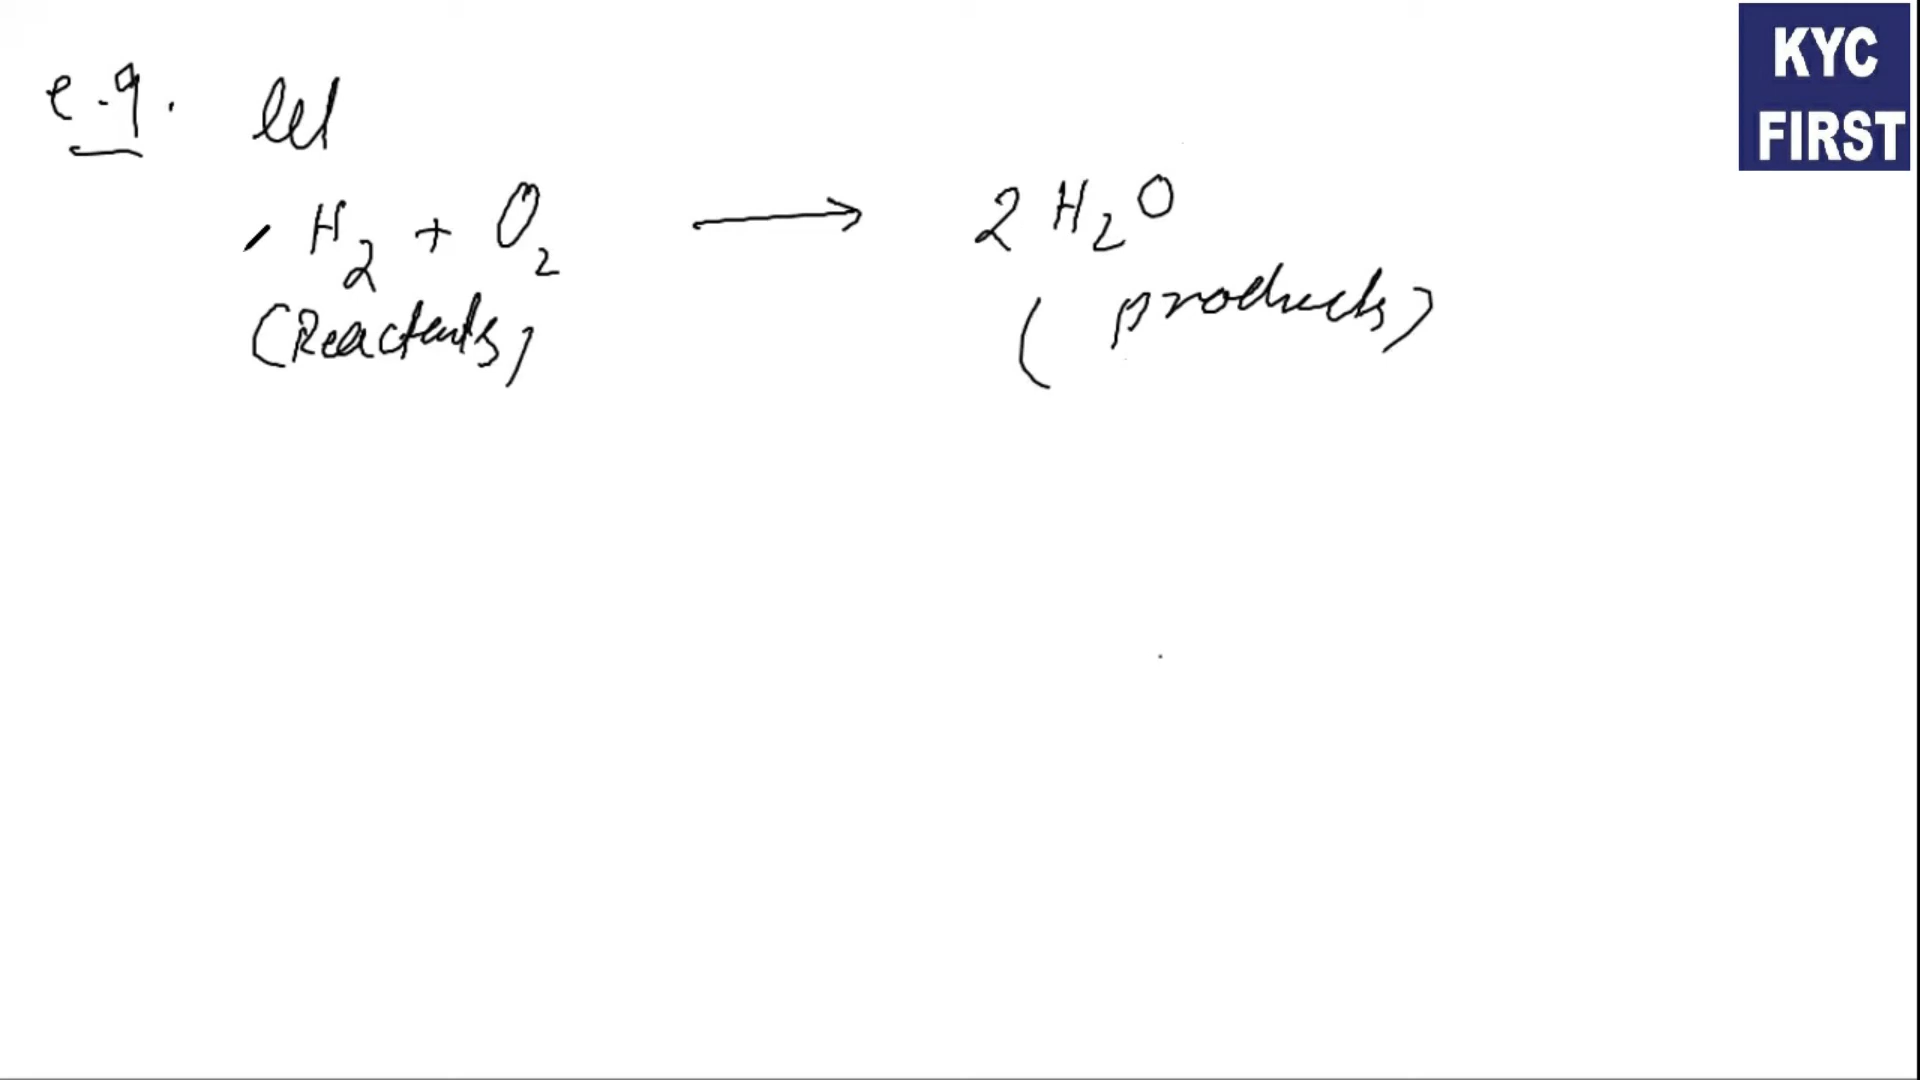 e.g. let
H₂ + O₂ → 2 H₂O
(Reactants) (products)
KYC
FIRST